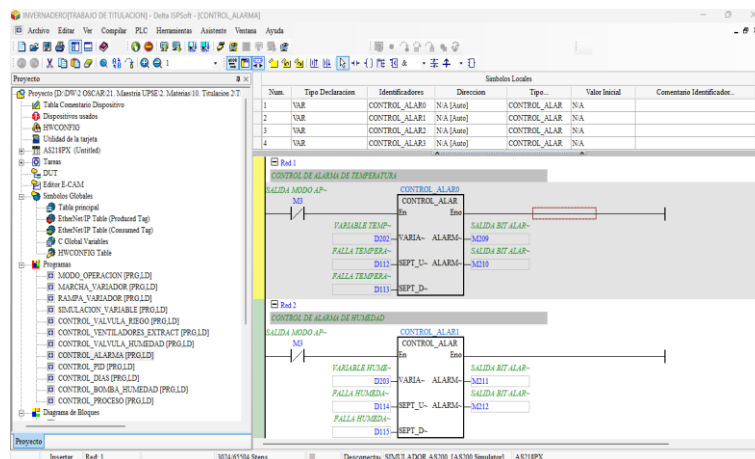 INVERNADERO[TRABAJO DE TITULACION] - Delta ISPSoft - [CONTROL_ALARMA]
Archivo Editar Ver Compilar PLC Herramientas Asistente Ventana Ayuda
Proyecto
Proyecto [D:\DW\2 OSCAR\21. Maestria UPSE\2. Materias\10. Titulacion 2\T
Tabla Comentario Dispositivo
Dispositivos usados
HWCONFIG
Utilidad de la tarjeta
AS218PX (Untitled)
Tareas
DUT
Editor E-CAM
Simbolos Globales
Tabla principal
EtherNet/IP Table (Produced Tag)
EtherNet/IP Table (Consumed Tag)
C Global Variables
HWCONFIG Table
Programas
MODO_OPERACION [PRG,LD]
MARCHA_VARIADOR [PRG,LD]
RAMPA_VARIADOR [PRG,LD]
SIMULACION_VARIABLE [PRG,LD]
CONTROL_VALVULA_RIEGO [PRG,LD]
CONTROL_VENTILADORES_EXTRACT [PRG,LD]
CONTROL_VALVULA_HUMEDAD [PRG,LD]
CONTROL_ALARMA [PRG,LD]
CONTROL_PID [PRG,LD]
CONTROL_DIAS [PRG,LD]
CONTROL_BOMBA_HUMEDAD [PRG,LD]
CONTROL_PROCESO [PRG,LD]
Diagrama de Bloques
Proyecto
Simbolos Locales
Num. Tipo Declaracion Identificadores Direccion Tipo... Valor Inicial Comentario Identificador...
1 VAR CONTROL_ALAR0 N/A [Auto] CONTROL_ALAR N/A
2 VAR CONTROL_ALAR1 N/A [Auto] CONTROL_ALAR N/A
3 VAR CONTROL_ALAR2 N/A [Auto] CONTROL_ALAR N/A
4 VAR CONTROL_ALAR3 N/A [Auto] CONTROL_ALAR N/A
Red 1
CONTROL DE ALARMA DE TEMPERATURA
SALIDA MODO AP~ CONTROL_ALAR0
M3 CONTROL_ALAR
En Eno
VARIABLE TEMP~ SALIDA BIT ALAR~
D202 VARIA~ ALARM~ M209
FALLA TEMPERA~ SALIDA BIT ALAR~
D112 SEPT_U~ ALARM~ M210
FALLA TEMPERA~
D113 SEPT_D~
Red 2
CONTROL DE ALARMA DE HUMEDAD
SALIDA MODO AP~ CONTROL_ALAR1
M3 CONTROL_ALAR
En Eno
VARIABLE HUME~ SALIDA BIT ALAR~
D203 VARIA~ ALARM~ M211
FALLA HUMEDA~ SALIDA BIT ALAR~
D114 SEPT_U~ ALARM~ M212
FALLA HUMEDA~
D115 SEPT_D~
Insertar Red: 1 3024/65504 Steps Desconectar, SIMULADOR AS200, [AS200 Simulator] AS218PX